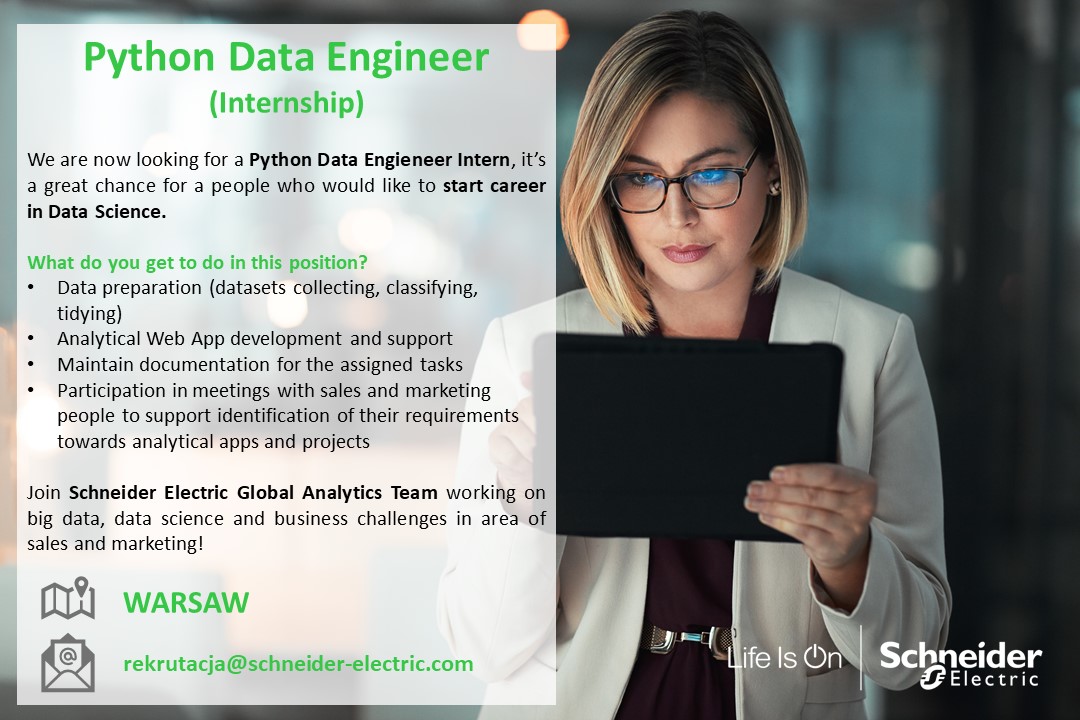 Python Data Engineer
(Internship)
We are now looking for a Python Data Engieneer Intern, it's
a great chance for a people who would like to start career
in Data Science.
What do you get to do in this position?
• Data preparation (datasets collecting, classifying,
tidying)
• Analytical Web App development and support
• Maintain documentation for the assigned tasks
• Participation in meetings with sales and marketing
people to support identification of their requirements
towards analytical apps and projects
Join Schneider Electric Global Analytics Team working on
big data, data science and business challenges in area of
sales and marketing!
WARSAW
@
rekrutacja@schneider-electric.com
Life Is On
Schneider
Electric